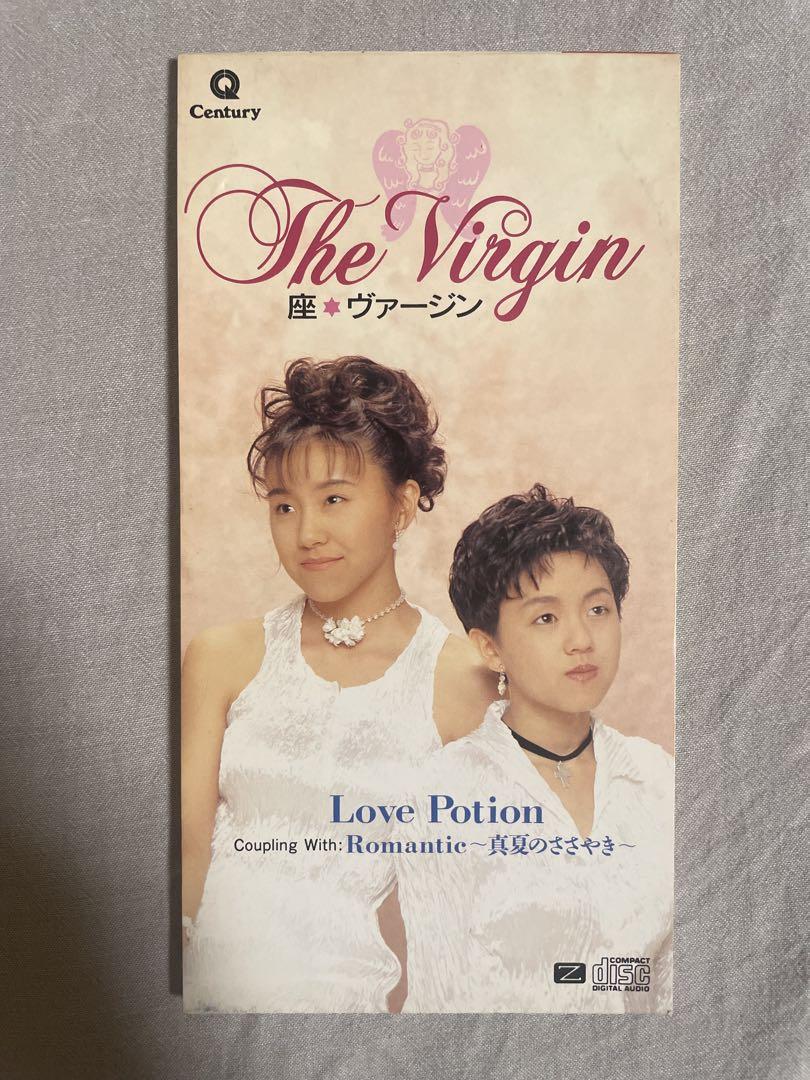 Century
The Virgin
座★ヴァージン
Love Potion
Coupling With: Romantic～真夏のささやき～
Z
COMPACT
disc
DIGITAL AUDIO